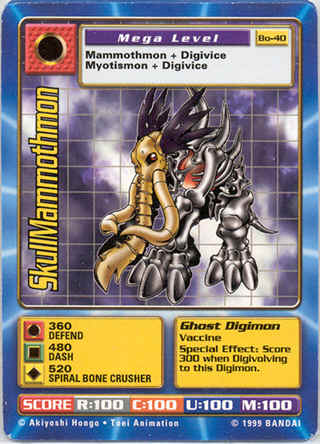 Mega Level
Bo-40
Mammothmon + Digivice
Myotismon + Digivice
SkullMammothmon
360
DEFEND
480
DASH
520
SPIRAL BONE CRUSHER
Ghost Digimon
Vaccine
Special Effect: Score
300 when Digivolving
to this Digimon.
SCORE R:100 C:100 U:100 M:100
© Akiyoshi Hongo • Toei Animation © 1999 BANDAI